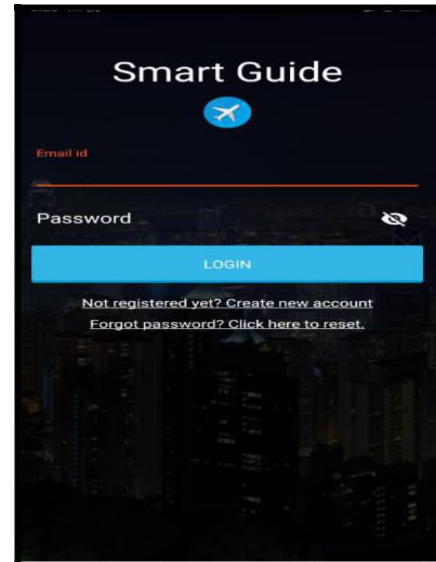 Smart Guide
Email id
Password
LOGIN
Not registered yet? Create new account
Forgot password? Click here to reset.